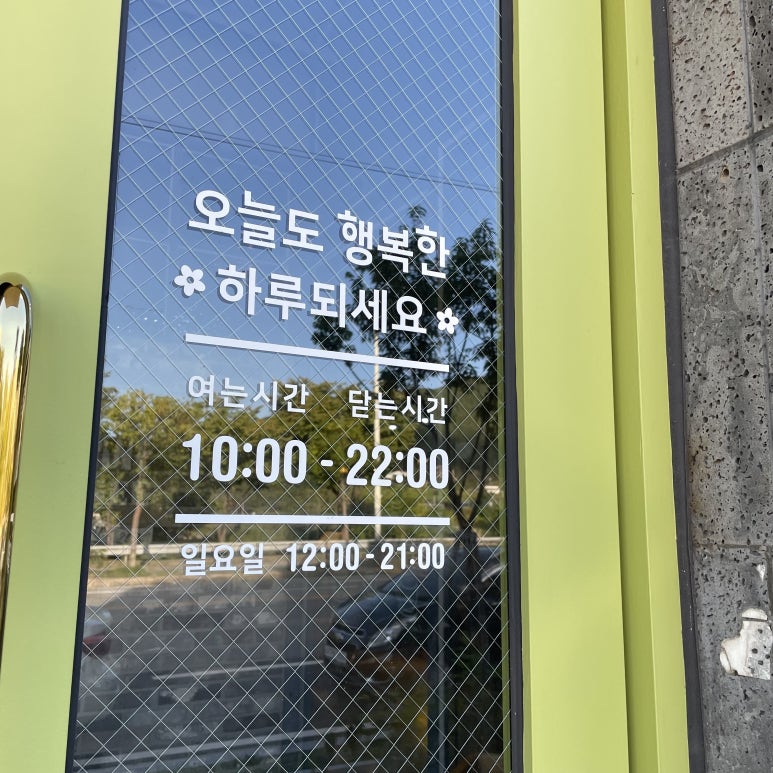 오늘도 행복한
하루되세요
여는시간 닫는시간
10:00 - 22:00
일요일 12:00 - 21:00